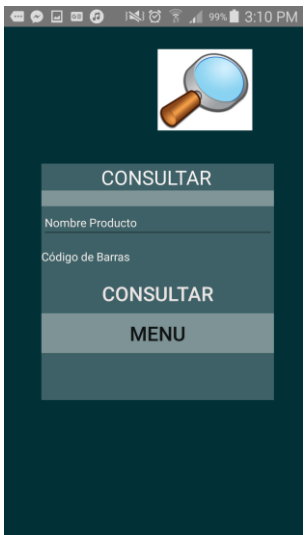 99% 3:10 PM
CONSULTAR
Nombre Producto
Código de Barras
CONSULTAR
MENU